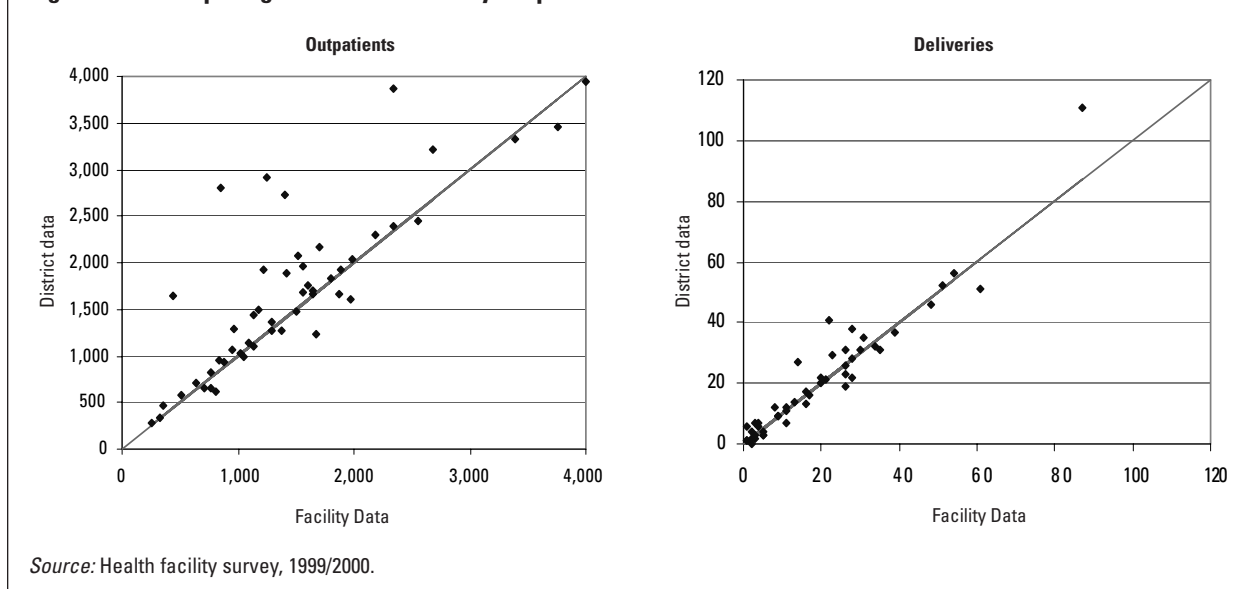 Outpatients
4,000
3,500
3,000
2,500
2,000
1,500
1,000
500
0
District data
0 1,000 2,000 3,000 4,000
Facility Data
Deliveries
120
100
80
60
40
20
0
District data
0 20 40 60 80 100 120
Facility Data
Source: Health facility survey, 1999/2000.